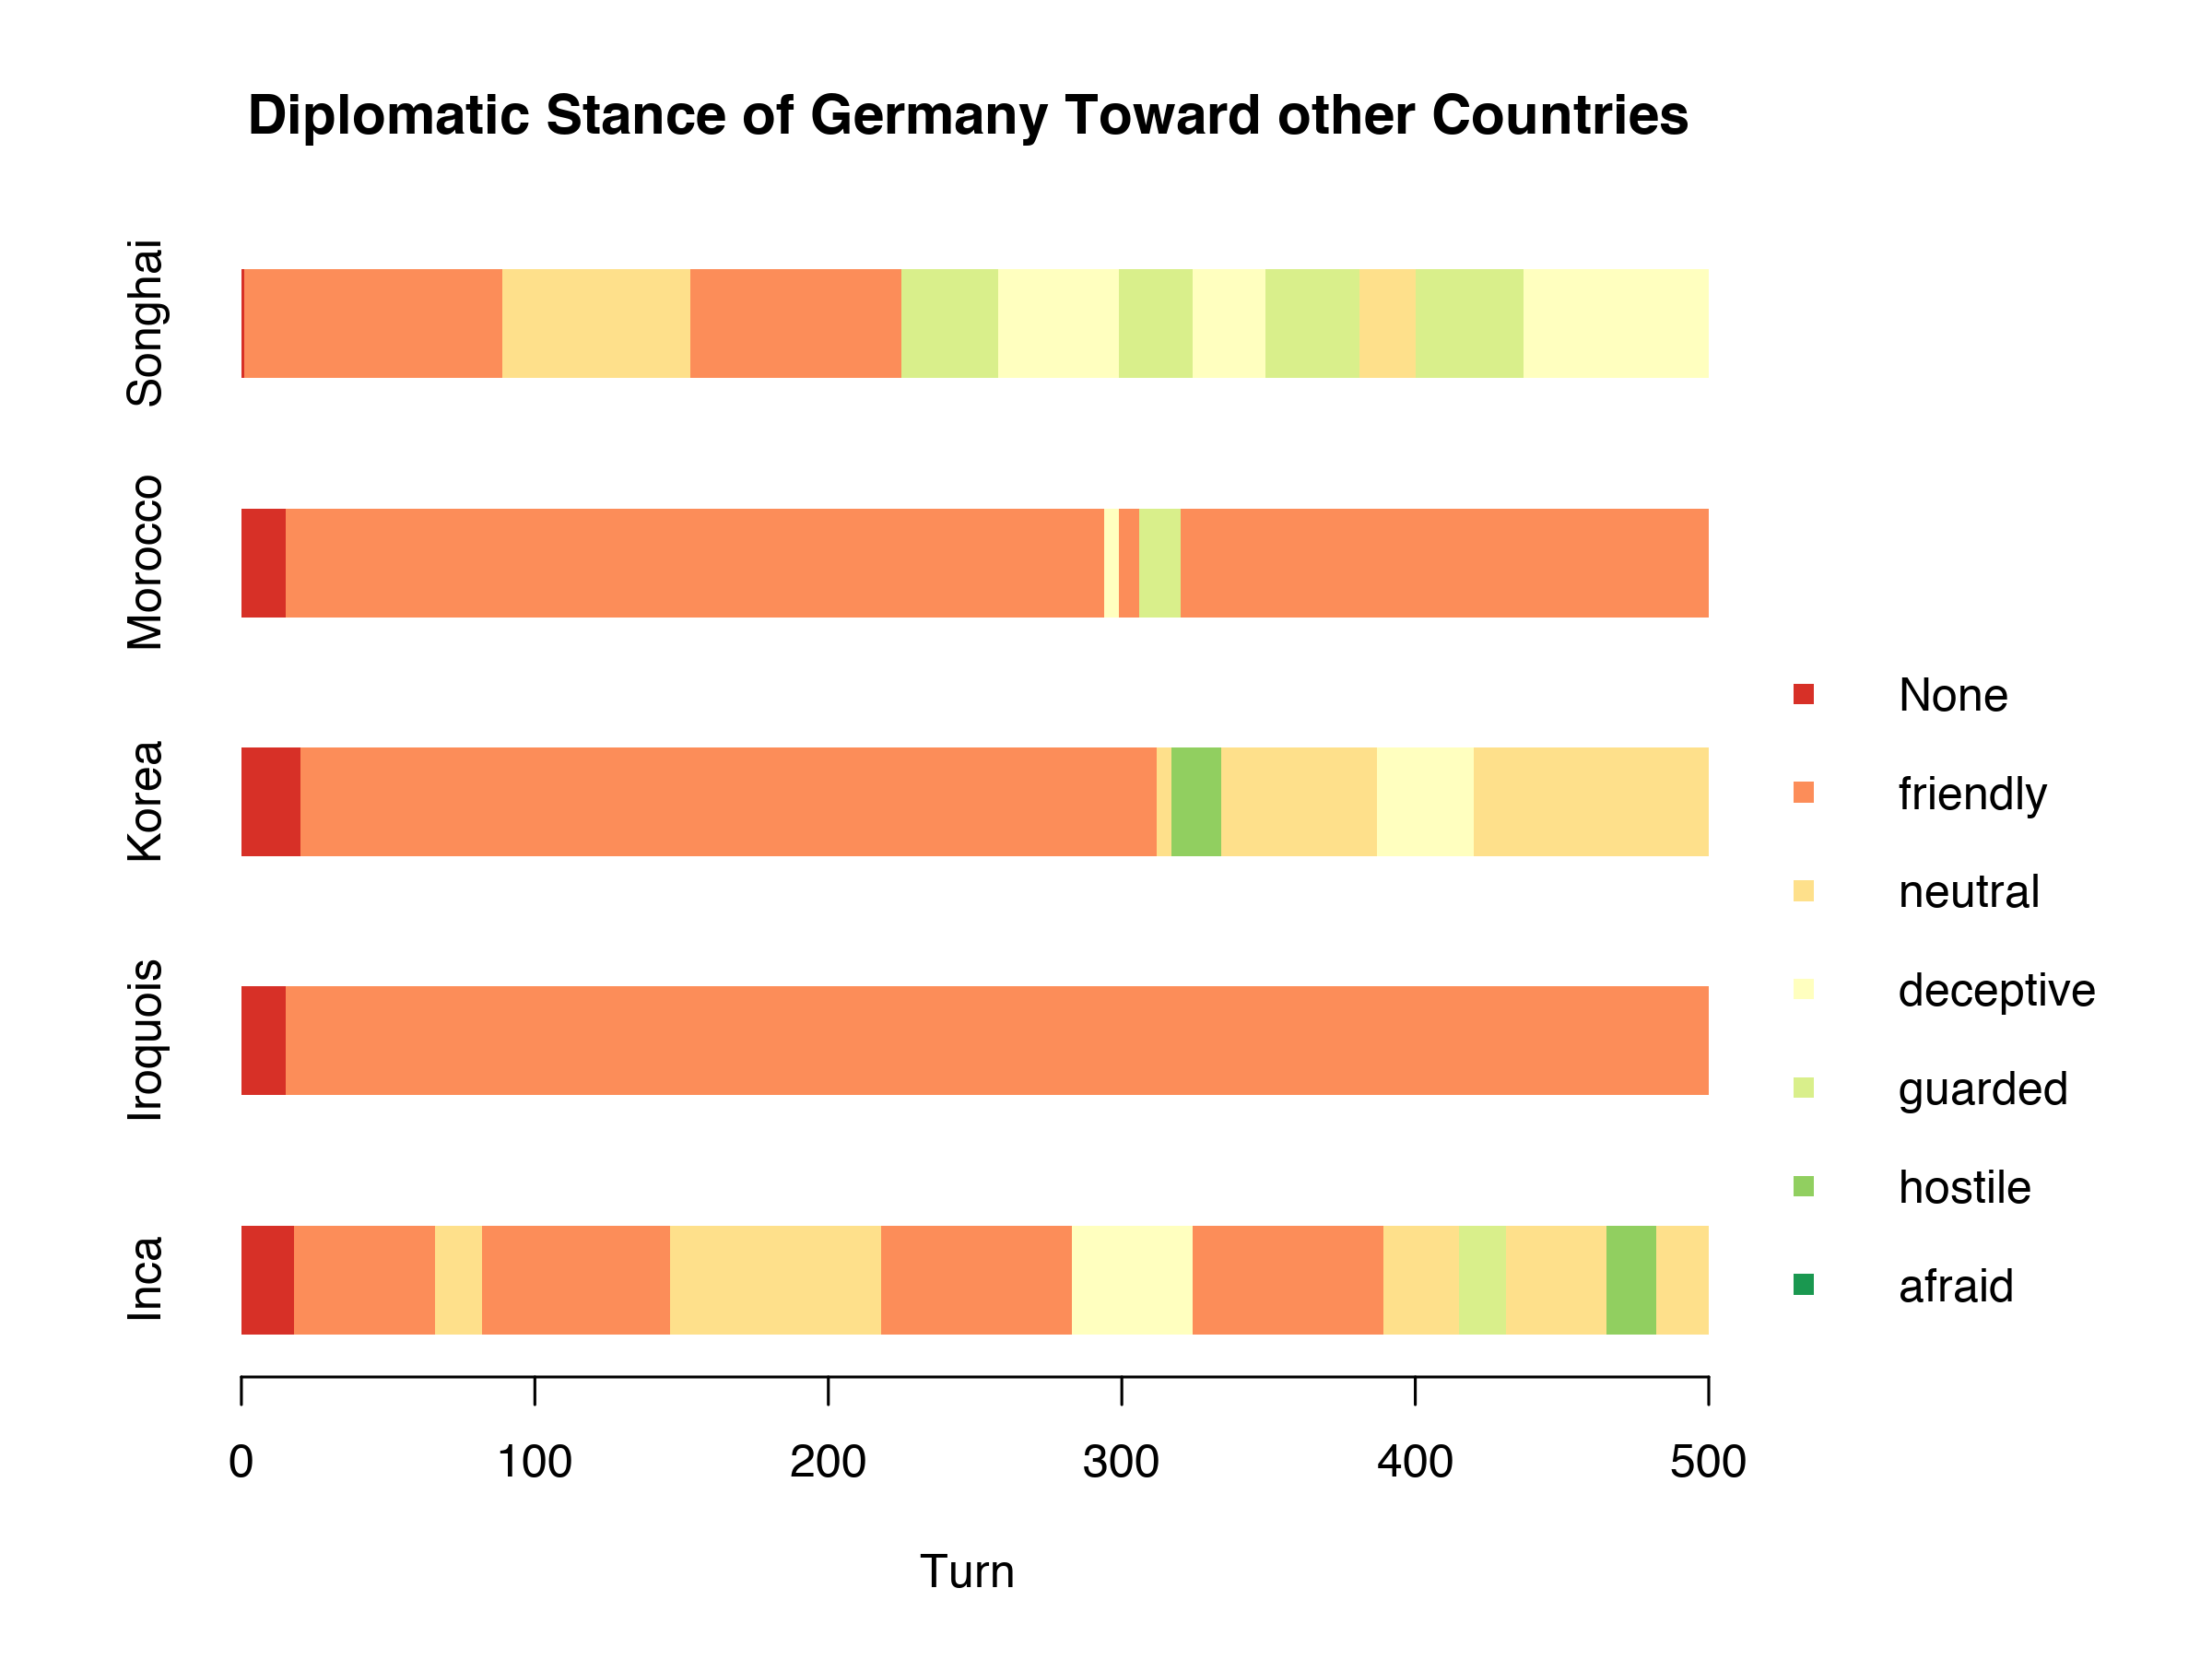 Diplomatic Stance of Germany Toward other Countries
Songhai
Morocco
Korea
Iroquois
Inca
None
friendly
neutral
deceptive
guarded
hostile
afraid
0 100 200 300 400 500
Turn